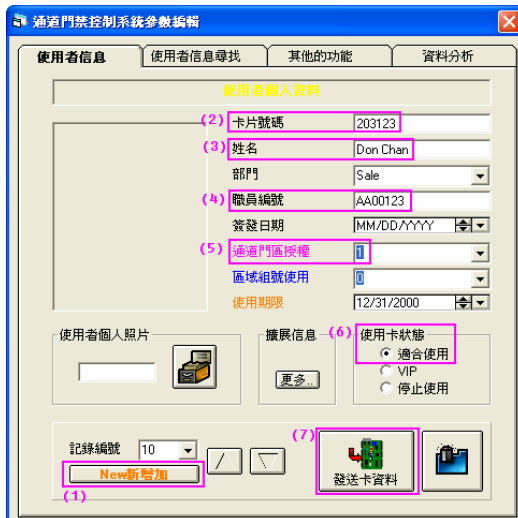 通道門禁控制系統參數編輯
使用者信息 使用者信息尋找 其他的功能 資料分析
使用者個人資料
(2) 卡片號碼 203123
(3) 姓名 Don Chan
部門 Sale
(4) 職員編號 AA00123
簽發日期 MM/DD/YYYY
(5) 通道門區授權 1
區域組號使用 0
使用期限 12/31/2000
使用者個人照片
擴展信息
更多..
(6) 使用卡狀態
適合使用
VIP
停止使用
記錄編號 10
New新增加
(1)
(7)
發送卡資料